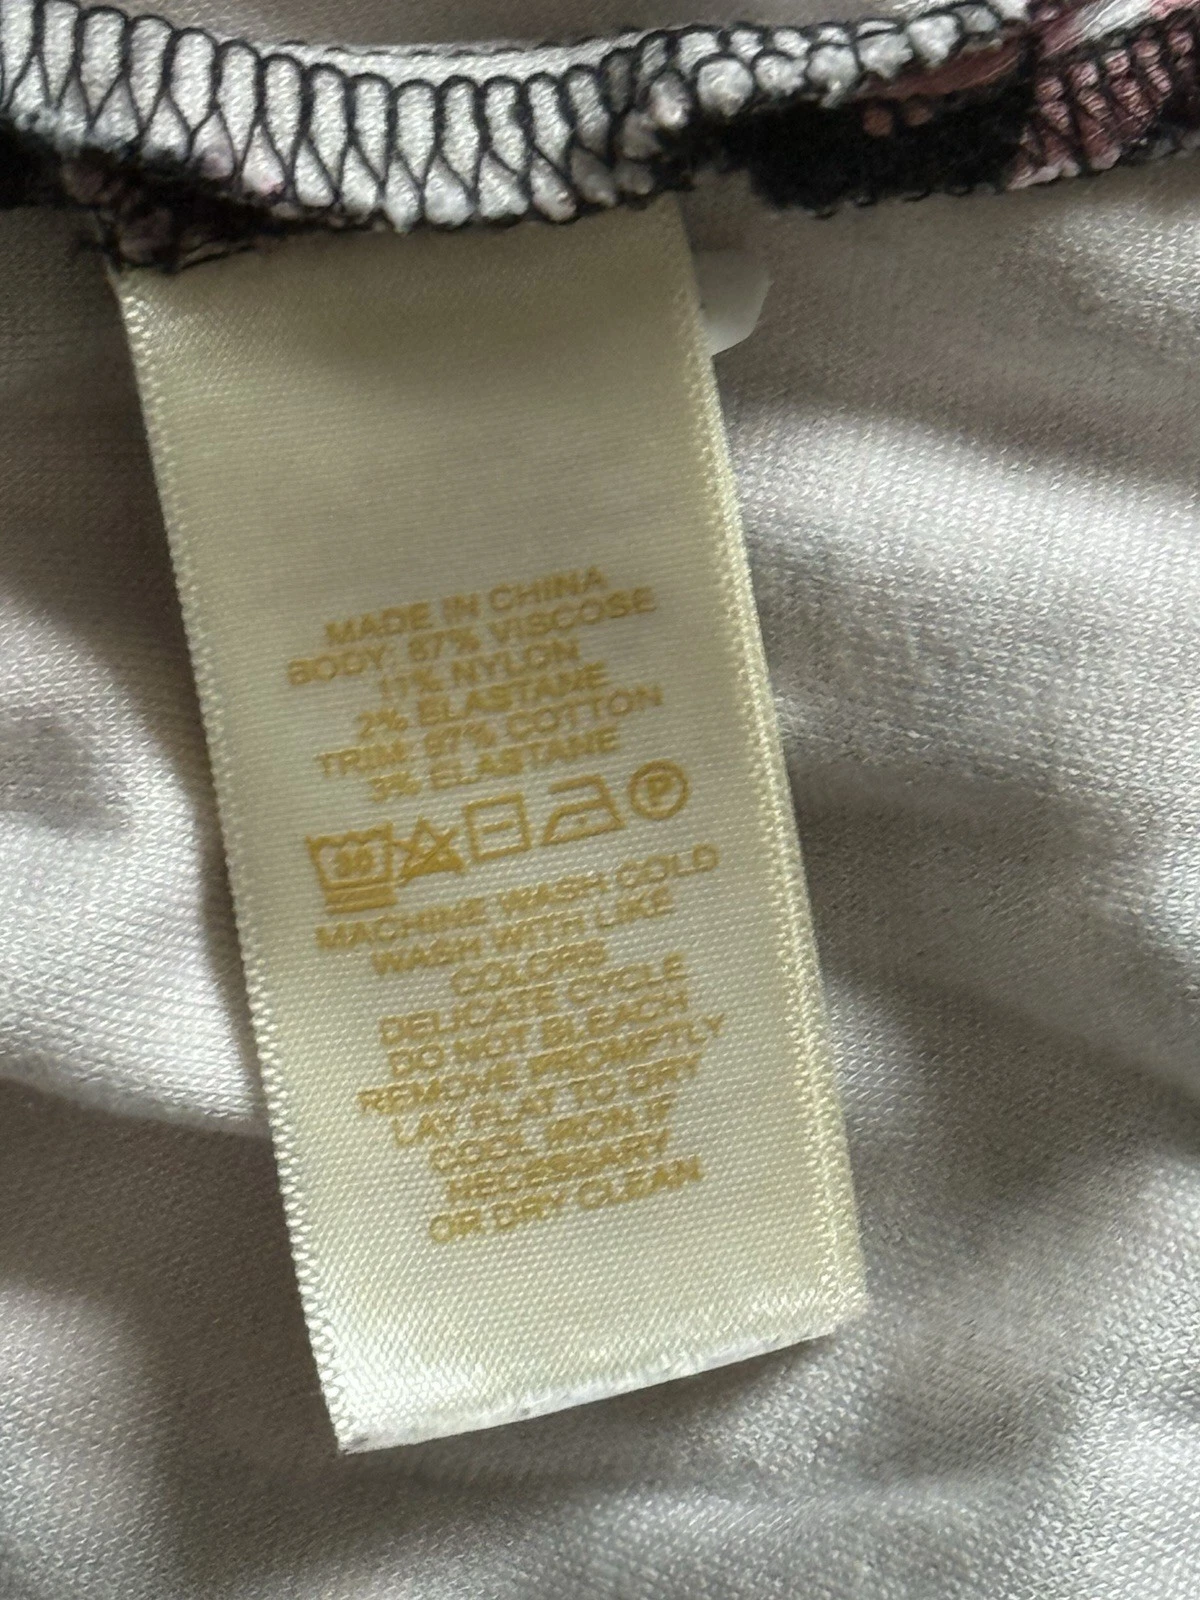 MADE IN CHINA
BODY: 87% VISCOSE
11% NYLON
2% ELASTANE
TRIM: 97% COTTON
3% ELASTANE
30 P
MACHINE WASH COLD
WASH WITH LIKE
COLORS
DELICATE CYCLE
DO NOT BLEACH
REMOVE PROMPTLY
LAY FLAT TO DRY
COOL IRON IF
NECESSARY
OR DRY CLEAN